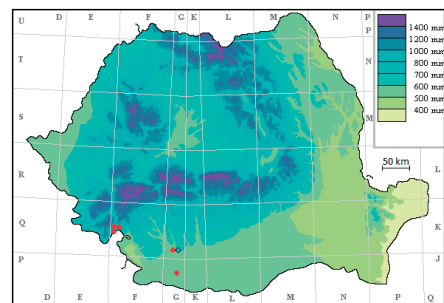 U D E F G K L M N P
P
T N
S M
R L
Q K
P J
D E F G K L M N P Q
1400 mm
1200 mm
1000 mm
800 mm
700 mm
600 mm
500 mm
400 mm
50 km